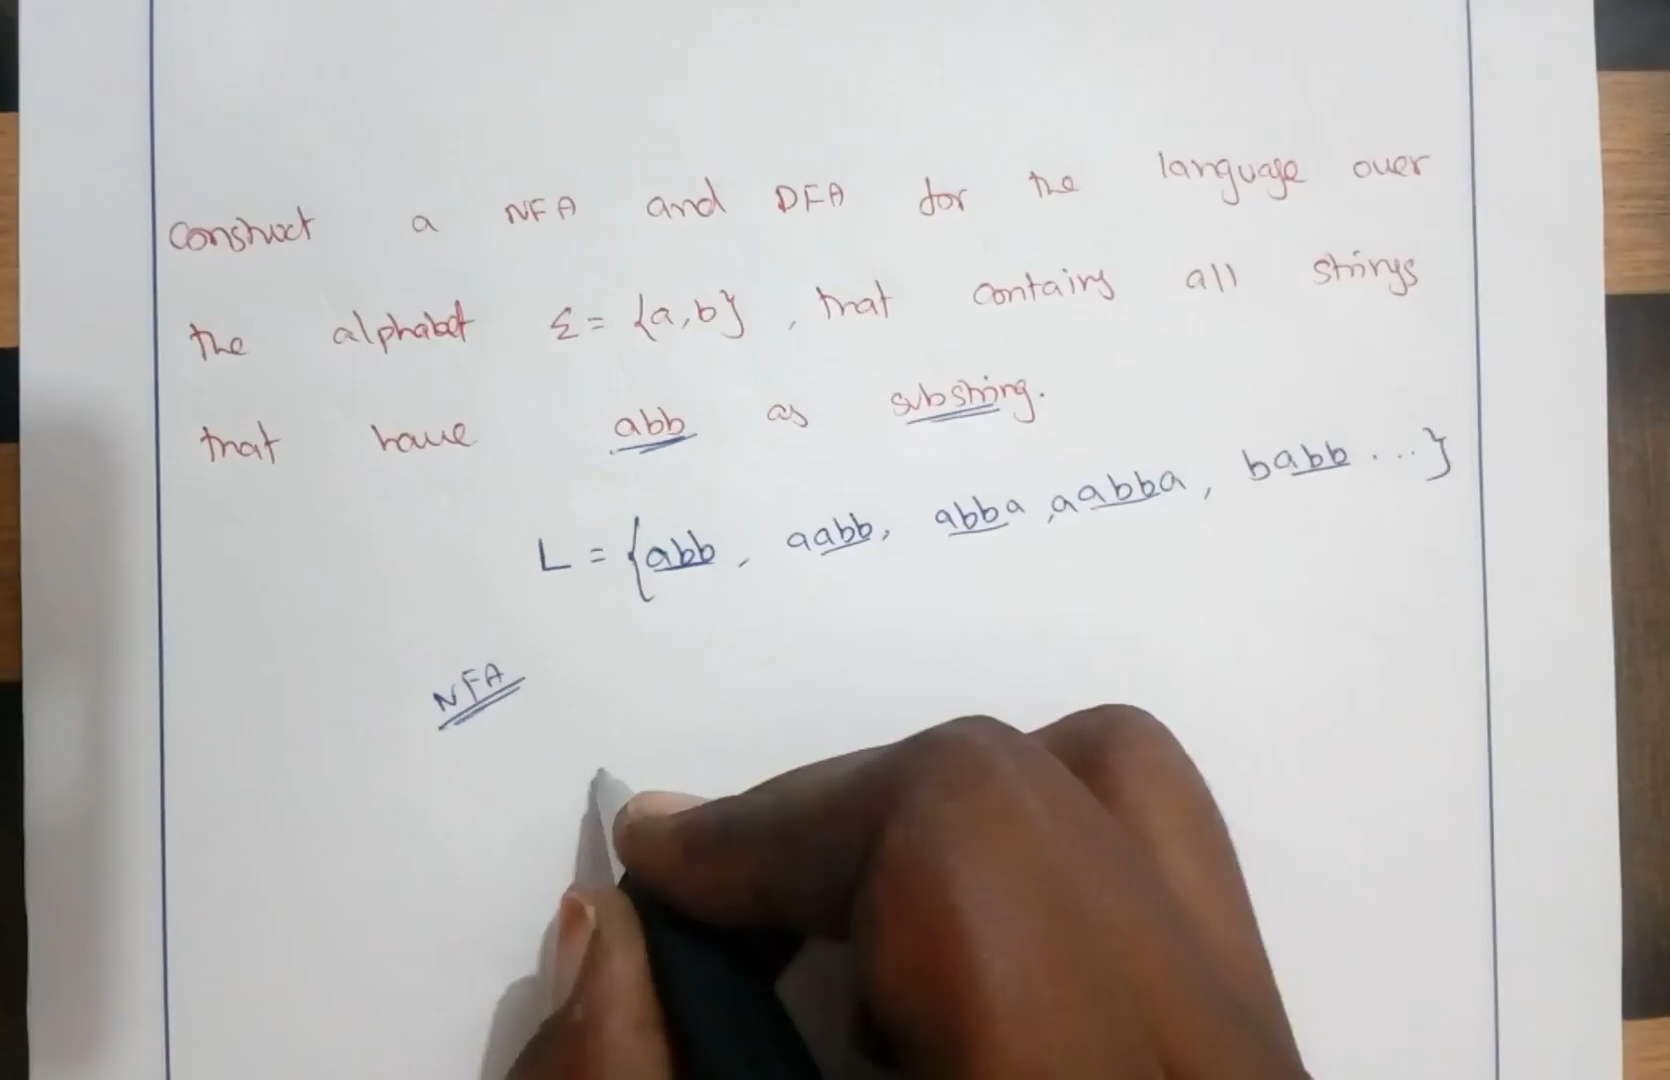 Construct a NFA and DFA for the language over
the alphabet Σ = {a,b} , that contains all strings
that have abb as substring.
L = {abb, aabb, abba, aabba, babb ...}
NFA